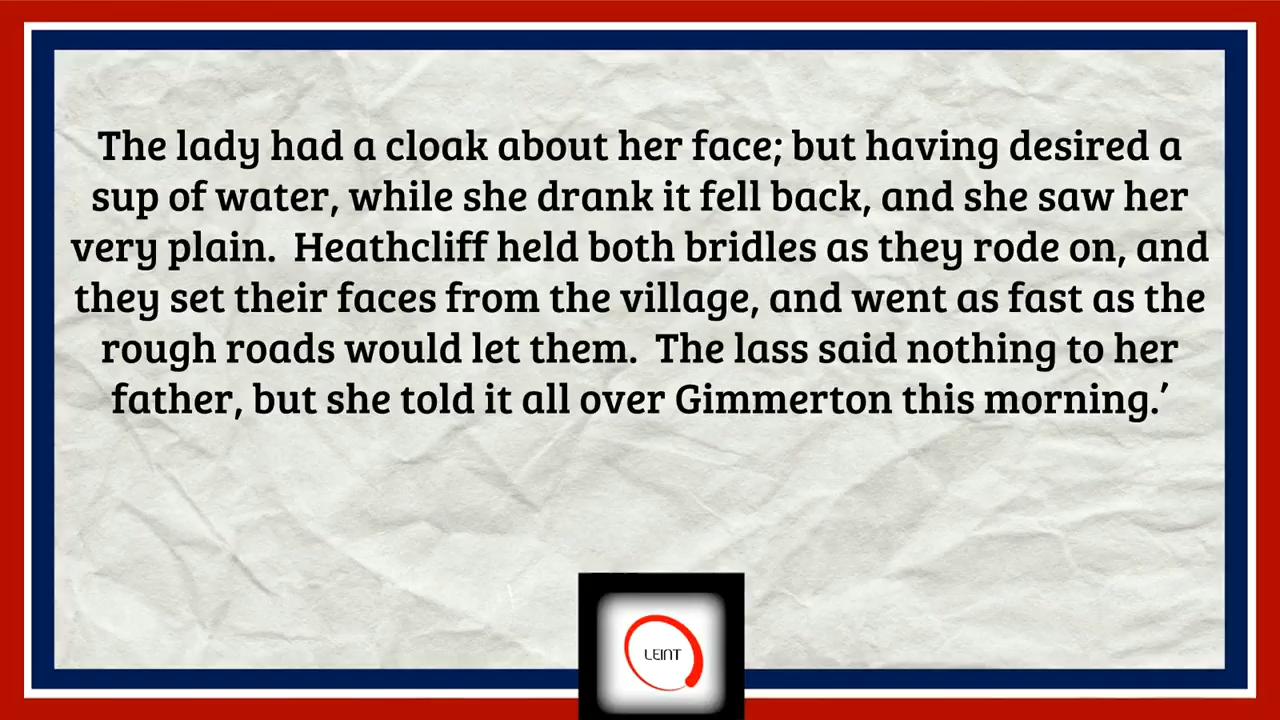 The lady had a cloak about her face; but having desired a
sup of water, while she drank it fell back, and she saw her
very plain.  Heathcliff held both bridles as they rode on, and
they set their faces from the village, and went as fast as the
rough roads would let them.  The lass said nothing to her
father, but she told it all over Gimmerton this morning.’
LEINT